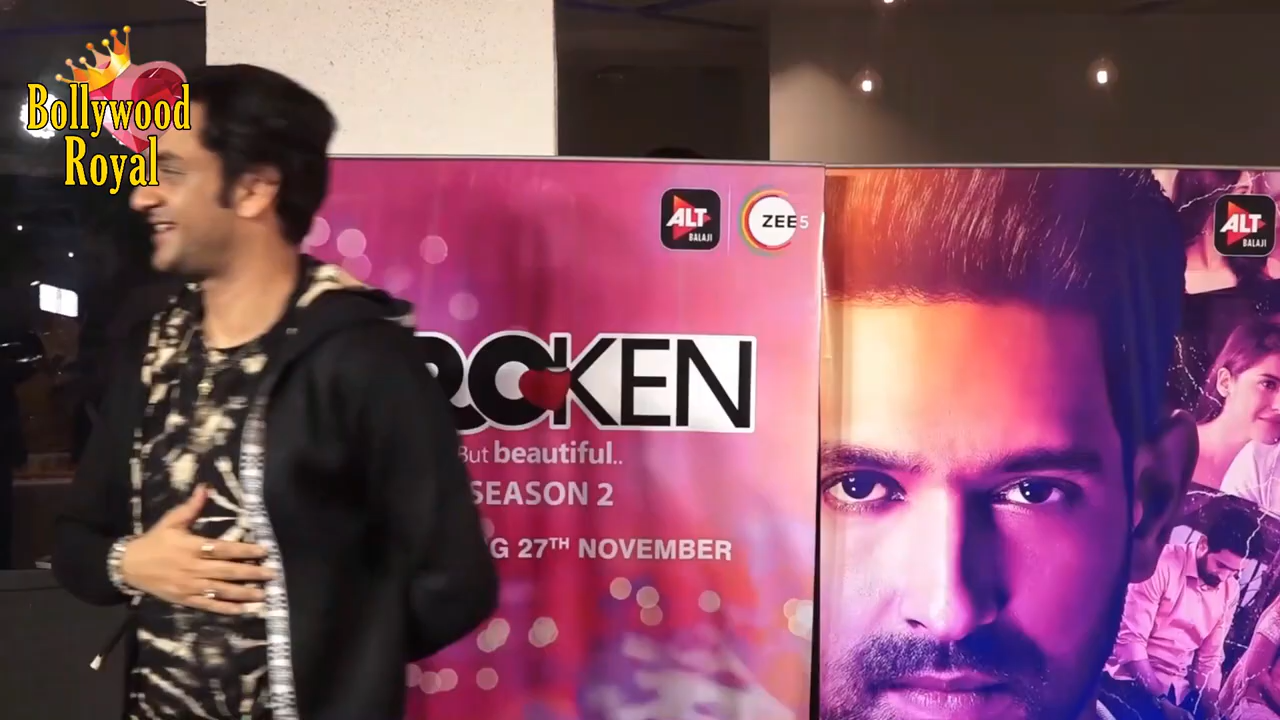 Bollywood
Royal
ALT
BALAJI
ZEE5
ALT
BALAJI
ROKEN
But beautiful..
SEASON 2
G 27TH NOVEMBER